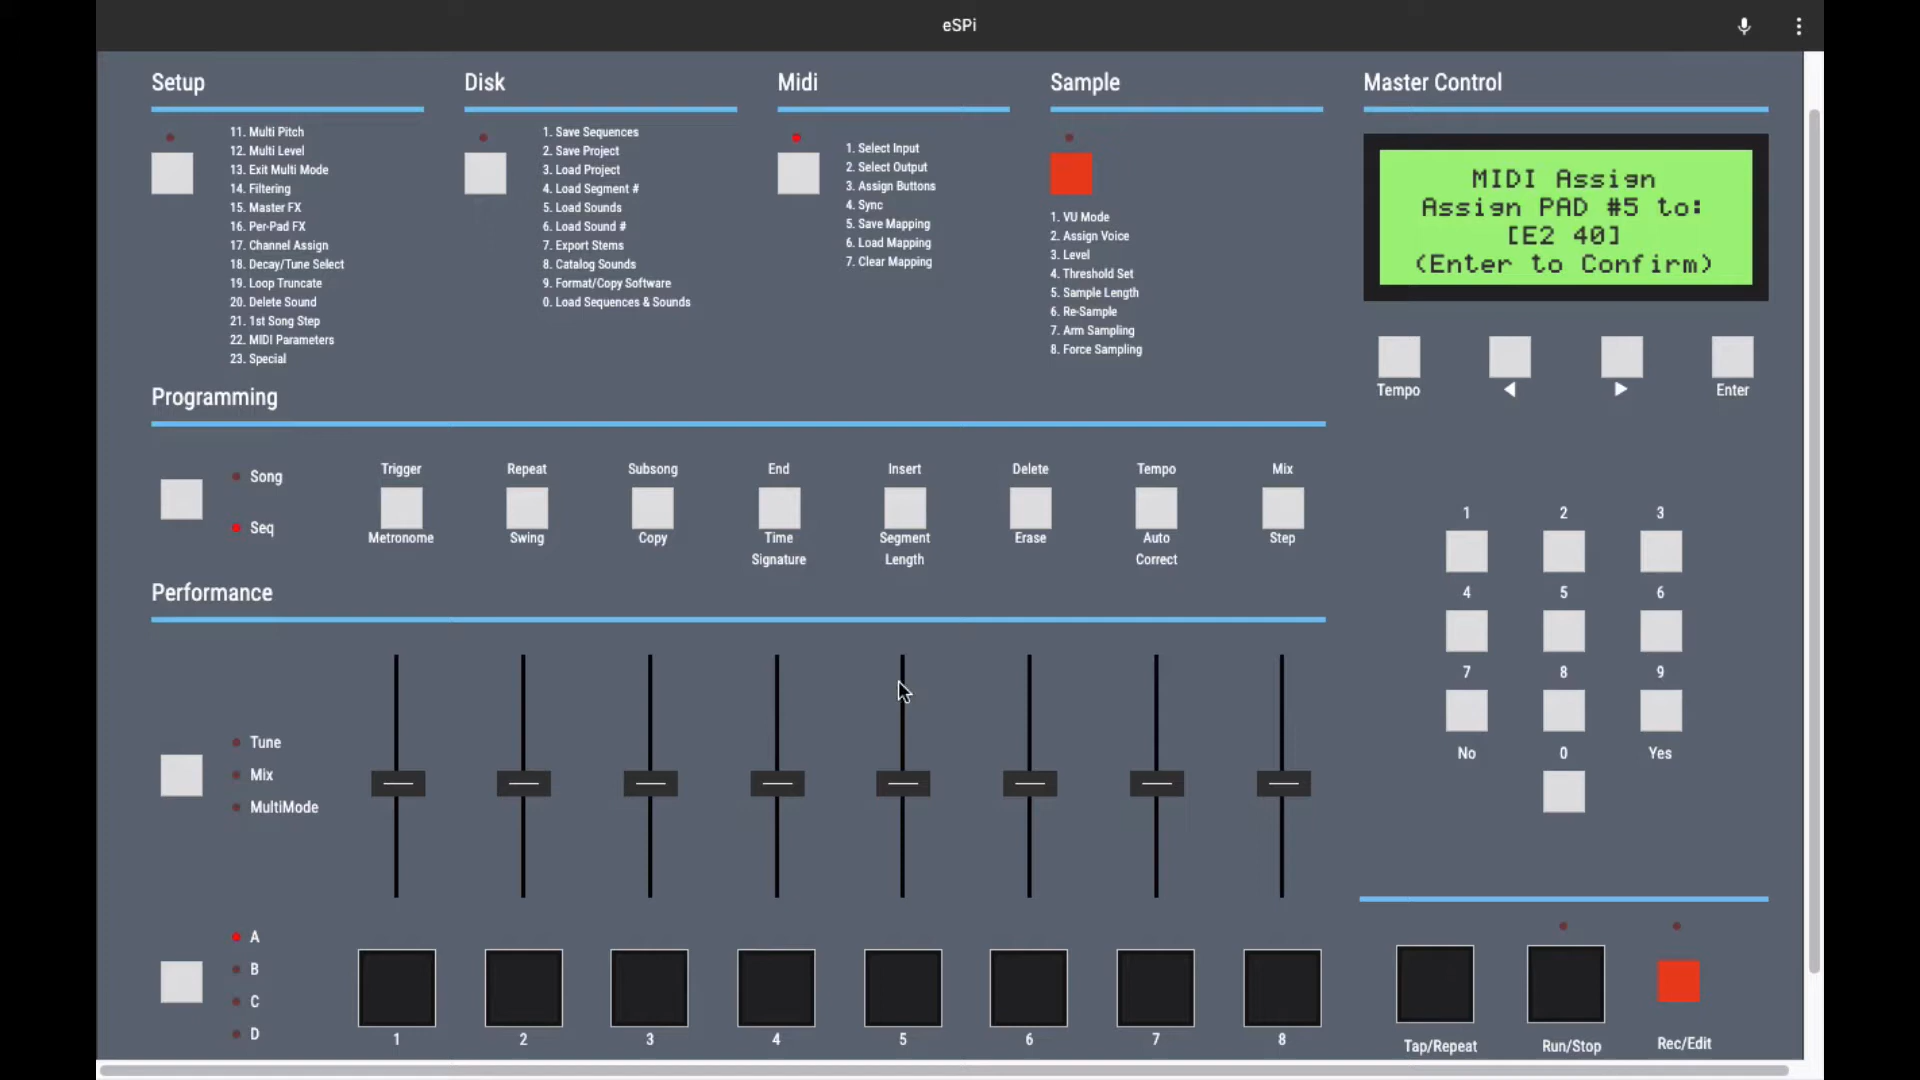 eSPi
Setup
11. Multi Pitch
12. Multi Level
13. Exit Multi Mode
14. Filtering
15. Master FX
16. Per-Pad FX
17. Channel Assign
18. Decay/Tune Select
19. Loop Truncate
20. Delete Sound
21. 1st Song Step
22. MIDI Parameters
23. Special
Disk
1. Save Sequences
2. Save Project
3. Load Project
4. Load Segment #
5. Load Sounds
6. Load Sound #
7. Export Stems
8. Catalog Sounds
9. Format/Copy Software
0. Load Sequences & Sounds
Midi
1. Select Input
2. Select Output
3. Assign Buttons
4. Sync
5. Save Mapping
6. Load Mapping
7. Clear Mapping
Sample
1. VU Mode
2. Assign Voice
3. Level
4. Threshold Set
5. Sample Length
6. Re-Sample
7. Arm Sampling
8. Force Sampling
Master Control
MIDI Assign
Assign PAD #5 to:
[E2 40]
(Enter to Confirm)
Tempo
Enter
Programming
Song
Seq
Trigger
Metronome
Repeat
Swing
Subsong
Copy
End
Time
Signature
Insert
Segment
Length
Delete
Erase
Tempo
Auto
Correct
Mix
Step
1 2 3
4 5 6
7 8 9
No 0 Yes
Performance
Tune
Mix
MultiMode
A
B
C
D
1 2 3 4 5 6 7 8
Tap/Repeat
Run/Stop
Rec/Edit